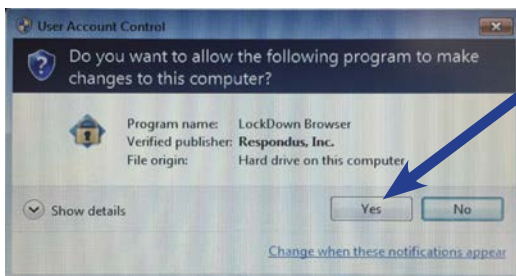 User Account Control
Do you want to allow the following program to make
changes to this computer?
Program name: LockDown Browser
Verified publisher: Respondus, Inc.
File origin: Hard drive on this computer
Show details
Yes
No
Change when these notifications appear